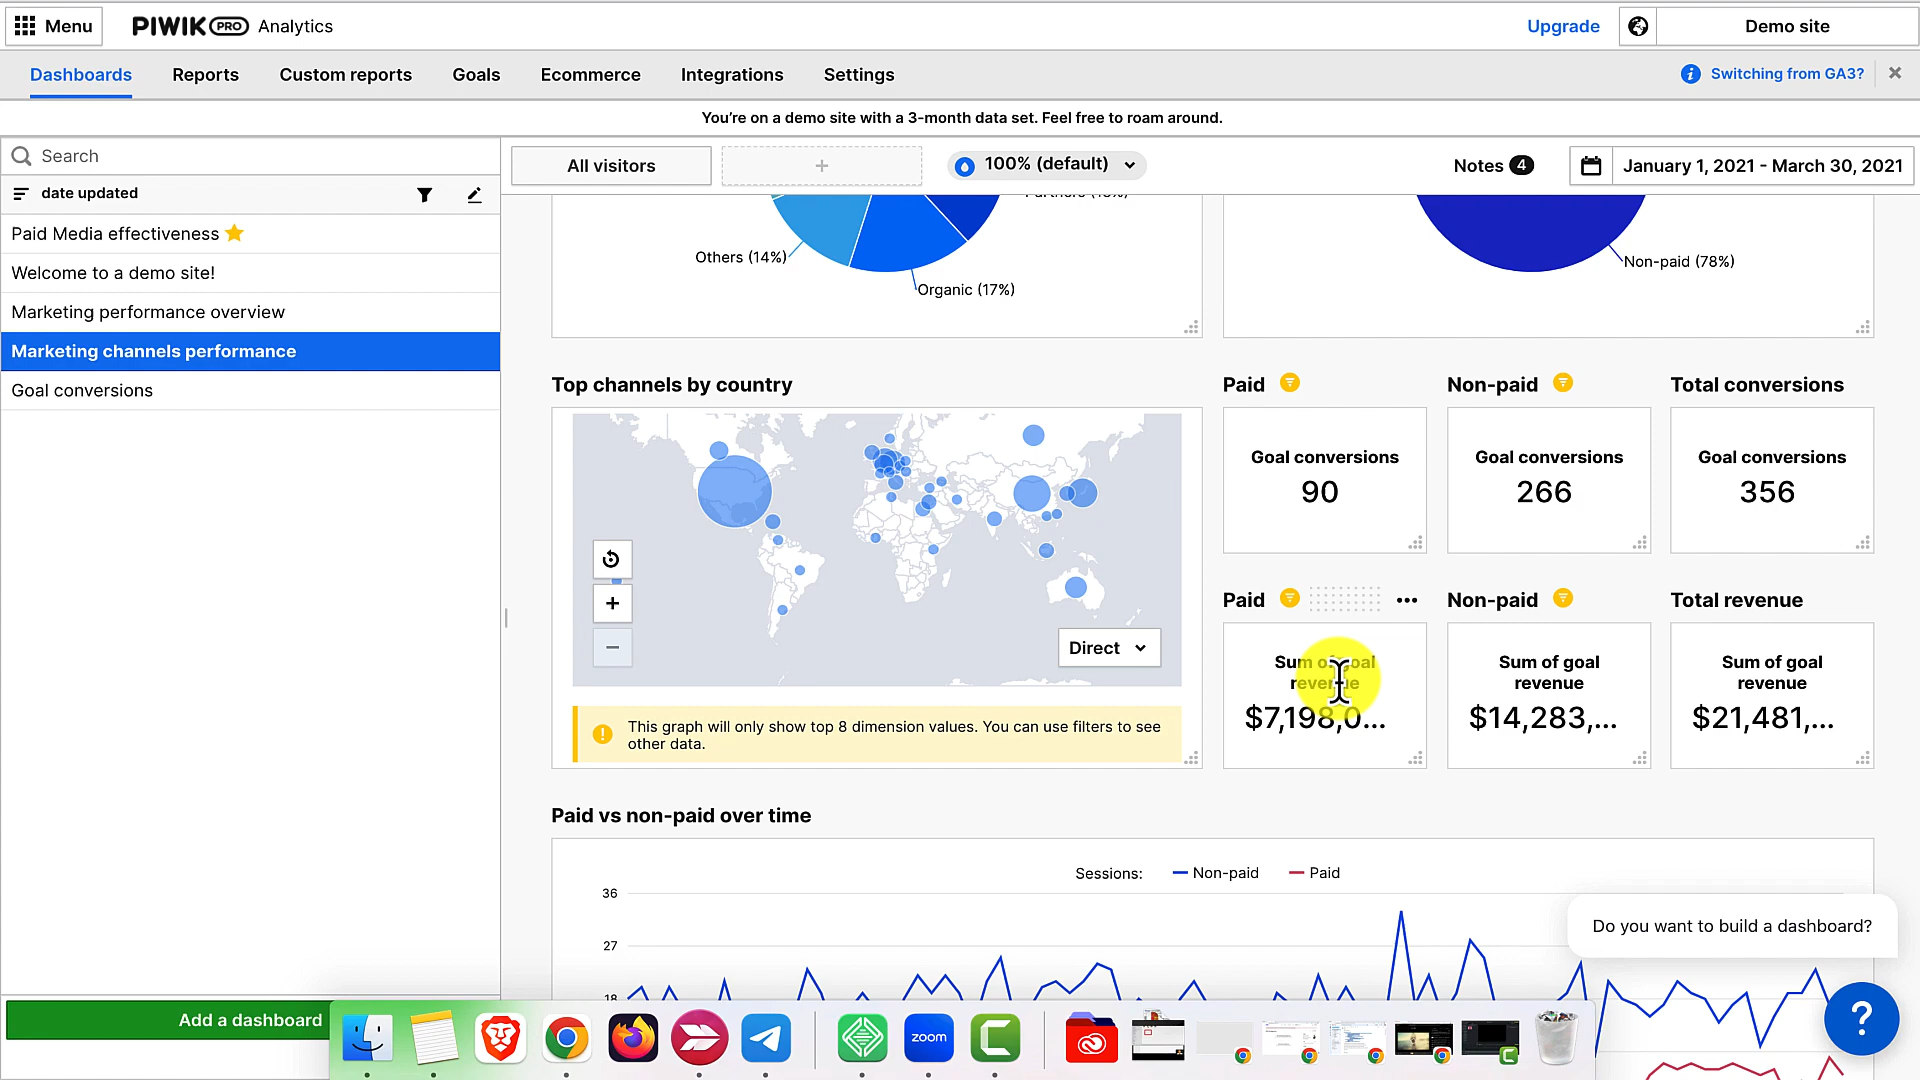 Menu
PIWIK PRO Analytics
Upgrade
Demo site
Dashboards
Reports
Custom reports
Goals
Ecommerce
Integrations
Settings
Switching from GA3?
You're on a demo site with a 3-month data set. Feel free to roam around.
Search
All visitors
100% (default)
Notes 4
January 1, 2021 - March 30, 2021
date updated
Paid Media effectiveness
Welcome to a demo site!
Marketing performance overview
Marketing channels performance
Goal conversions
Others (14%)
Organic (17%)
Non-paid (78%)
Top channels by country
Direct
This graph will only show top 8 dimension values. You can use filters to see
other data.
Paid
Goal conversions
90
Non-paid
Goal conversions
266
Total conversions
Goal conversions
356
Paid
Sum of goal
revenue
$7,198,0...
Non-paid
Sum of goal
revenue
$14,283,...
Total revenue
Sum of goal
revenue
$21,481,...
Paid vs non-paid over time
Sessions:
Non-paid
Paid
36
27
18
Do you want to build a dashboard?
?
Add a dashboard
zoom